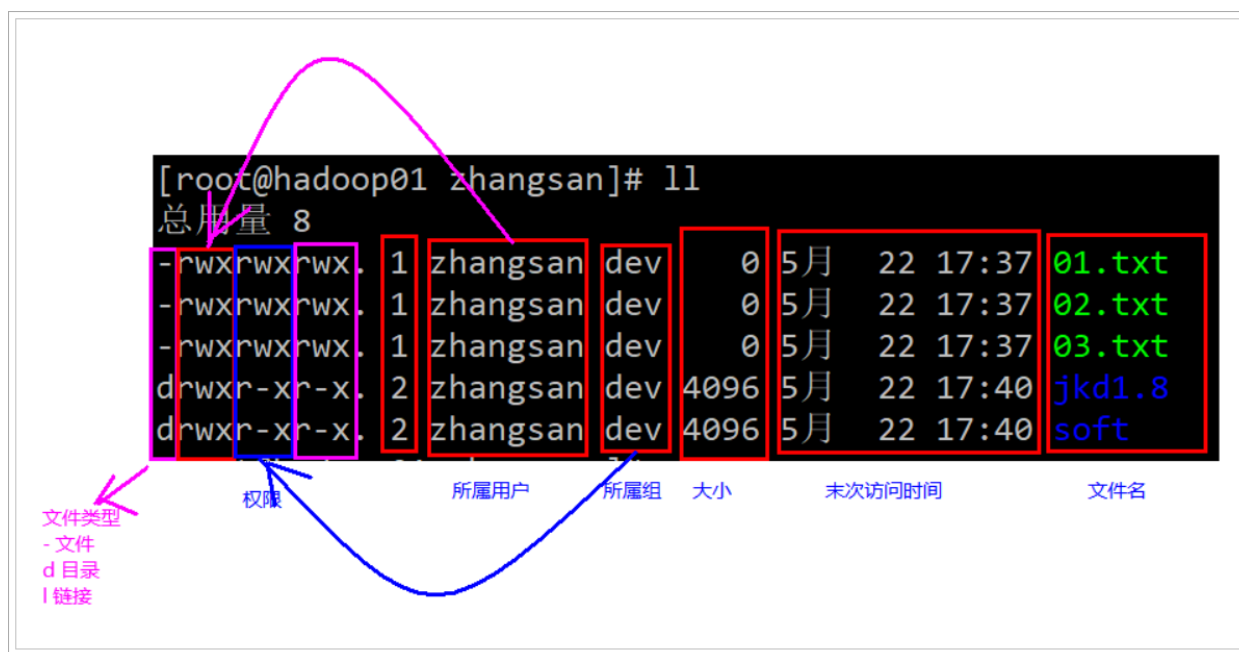 [root@hadoop01 zhangsan]# ll
总用量 8
-rwxrwxrwx. 1 zhangsan dev 0 5月 22 17:37 01.txt
-rwxrwxrwx. 1 zhangsan dev 0 5月 22 17:37 02.txt
-rwxrwxrwx. 1 zhangsan dev 0 5月 22 17:37 03.txt
drwxr-xr-x. 2 zhangsan dev 4096 5月 22 17:40 jkd1.8
drwxr-xr-x. 2 zhangsan dev 4096 5月 22 17:40 soft
权限 所属用户 所属组 大小 末次访问时间 文件名
文件类型
- 文件
d 目录
l 链接